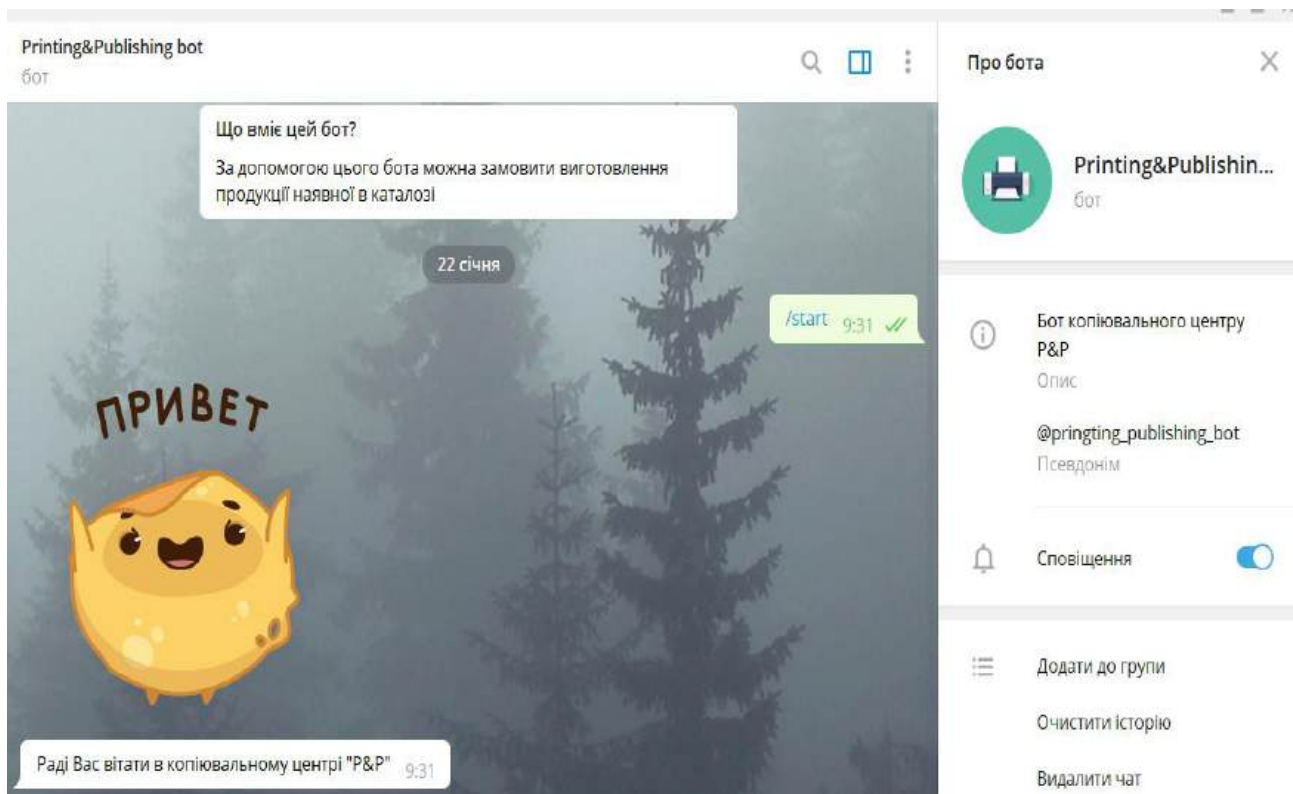 Printing&Publishing bot
бот
Що вміє цей бот?
За допомогою цього бота можна замовити виготовлення
продукції наявної в каталозі
22 січня
/start 9:31
ПРИВЕТ
Раді Вас вітати в копіювальному центрі "P&P" 9:31
Про бота
Printing&Publishin...
бот
Бот копіювального центру
P&P
Опис
@pringting_publishing_bot
Псевдонім
Сповіщення
Додати до групи
Очистити історію
Видалити чат